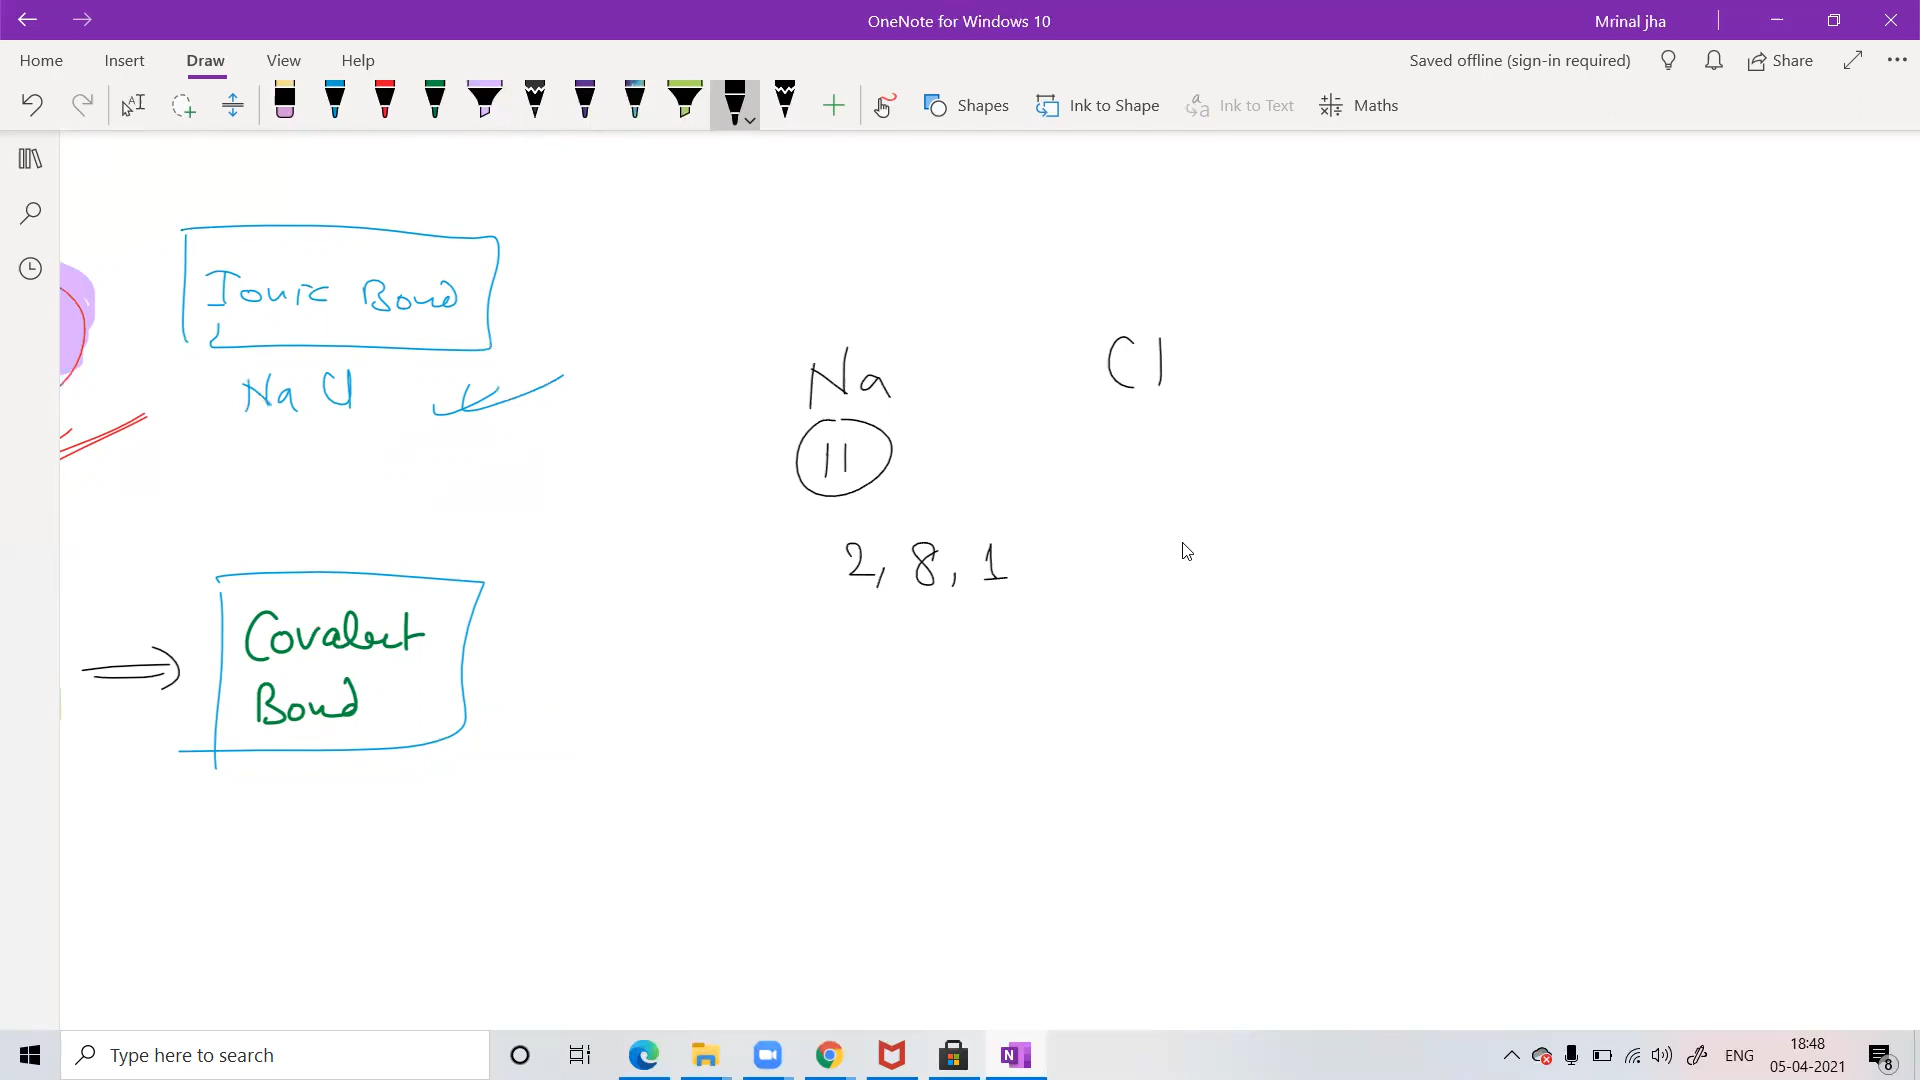 OneNote for Windows 10
Mrinal jha
Home Insert Draw View Help
Saved offline (sign-in required)
Share
Shapes
Ink to Shape
Ink to Text
Maths
Ionic Bond
Na Cl
Na
Cl
11
2, 8, 1
Covalent
Bond
Type here to search
ENG
18:48
05-04-2021
8